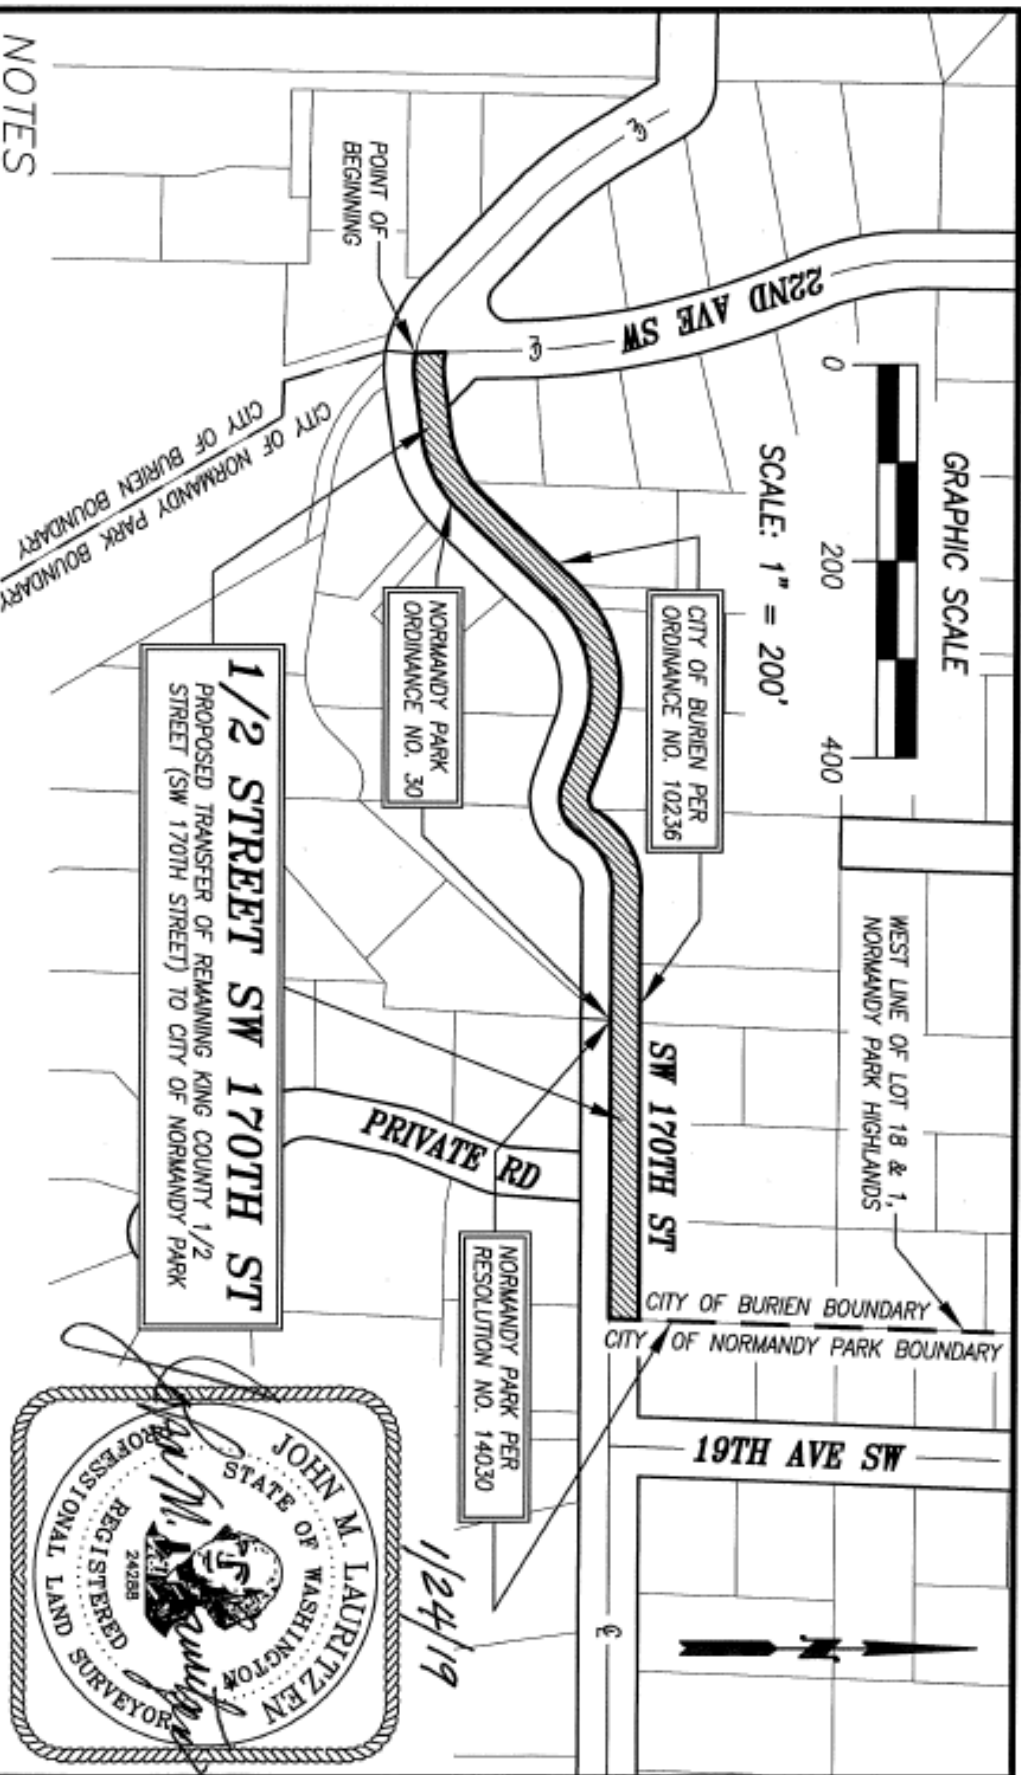 22ND AVE SW
GRAPHIC SCALE
0 200 400
SCALE: 1" = 200'
WEST LINE OF LOT 18 & 1,
NORMANDY PARK HIGHLANDS
CITY OF BURIEN BOUNDARY
CITY OF NORMANDY PARK BOUNDARY
19TH AVE SW
N
CITY OF BURIEN PER
ORDINANCE NO. 10236
SW 170TH ST
POINT OF
BEGINNING
NORMANDY PARK
ORDINANCE NO. 30
CITY OF NORMANDY PARK BOUNDARY
CITY OF BURIEN BOUNDARY
PRIVATE RD
NORMANDY PARK PER
RESOLUTION NO. 14030
1/2 STREET SW 170TH ST
PROPOSED TRANSFER OF REMAINING KING COUNTY 1/2
STREET (SW 170TH STREET) TO CITY OF NORMANDY PARK
1/24/19
JOHN M. LAURITZEN
STATE OF WASHINGTON
24288
REGISTERED
PROFESSIONAL LAND SURVEYOR
NOTES